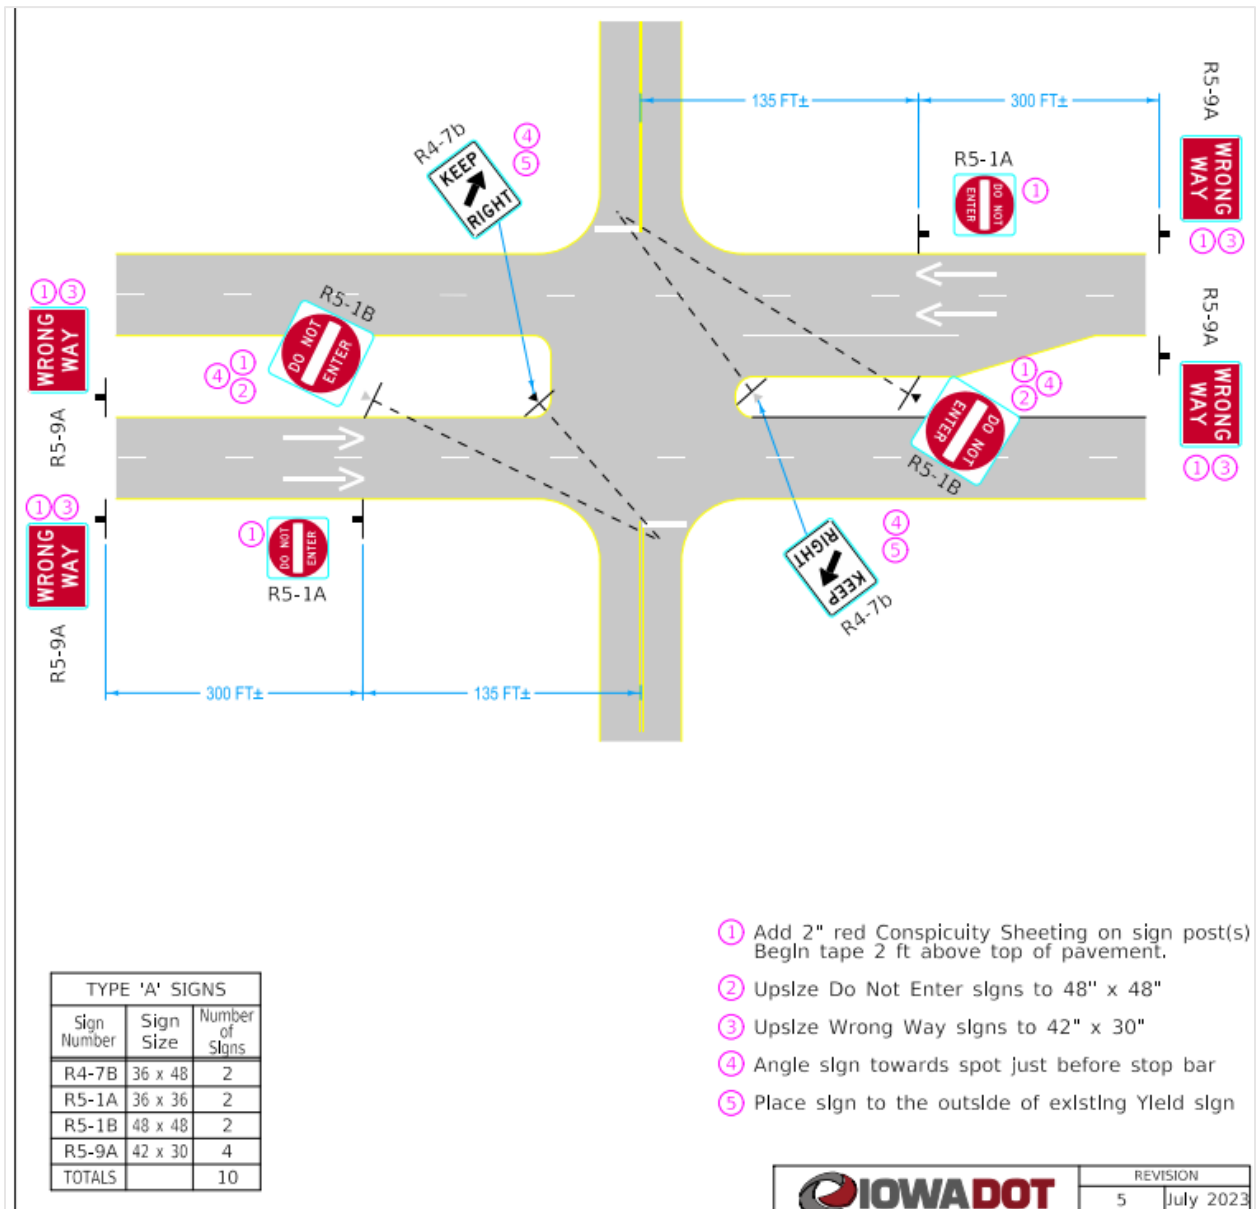 R5-9A
135 FT±
300 FT±
R4-7b
4
5
KEEP
RIGHT
R5-1A
DO NOT
ENTER
1
WRONG
WAY
1 3
R5-1B
DO NOT
ENTER
1 3
WRONG
WAY
4 1
2
R5-9A
R5-9A
1 4
2
DO NOT
ENTER
R5-1B
WRONG
WAY
1 3
1 3
WRONG
WAY
R5-9A
1
DO NOT
ENTER
R5-1A
4
5
KEEP
RIGHT
R4-7b
300 FT±
135 FT±
1 Add 2" red Conspicuity Sheeting on sign post(s)
Begin tape 2 ft above top of pavement.
2 Upsize Do Not Enter signs to 48" x 48"
3 Upsize Wrong Way signs to 42" x 30"
4 Angle sign towards spot just before stop bar
5 Place sign to the outside of existing Yield sign
TYPE 'A' SIGNS
Sign Number Sign Size Number of Signs
R4-7B 36 x 48 2
R5-1A 36 x 36 2
R5-1B 48 x 48 2
R5-9A 42 x 30 4
TOTALS 10
IOWADOT
REVISION
5 July 2023